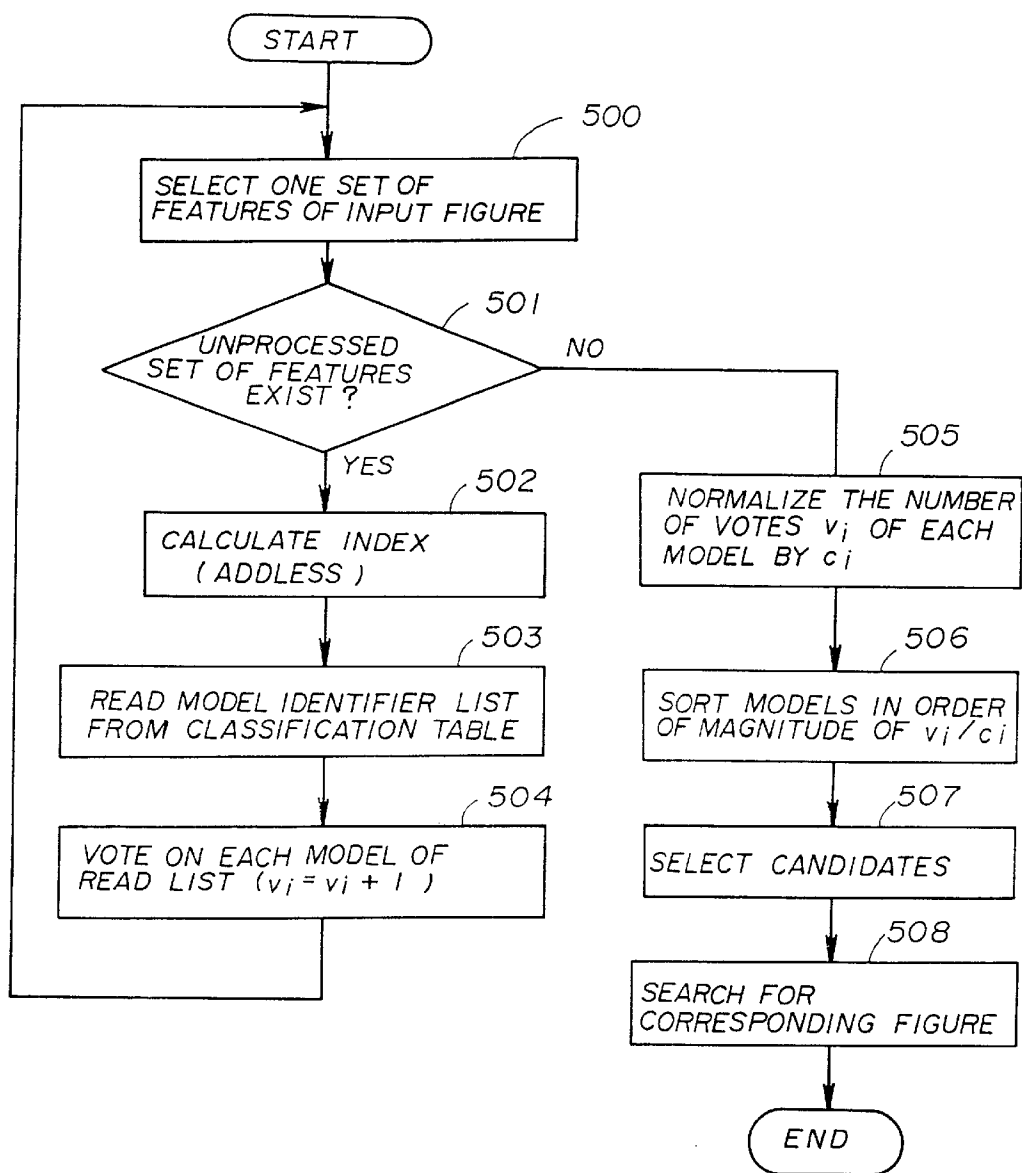 START
500
SELECT ONE SET OF
FEATURES OF INPUT FIGURE
501
UNPROCESSED
SET OF FEATURES
EXIST ?
NO
YES
502
CALCULATE INDEX
( ADDLESS )
503
READ MODEL IDENTIFIER LIST
FROM CLASSIFICATION TABLE
504
VOTE ON EACH MODEL OF
READ LIST (vi = vi + 1 )
505
NORMALIZE THE NUMBER
OF VOTES vi OF EACH
MODEL BY ci
506
SORT MODELS IN ORDER
OF MAGNITUDE OF vi / ci
507
SELECT CANDIDATES
508
SEARCH FOR
CORRESPONDING FIGURE
END